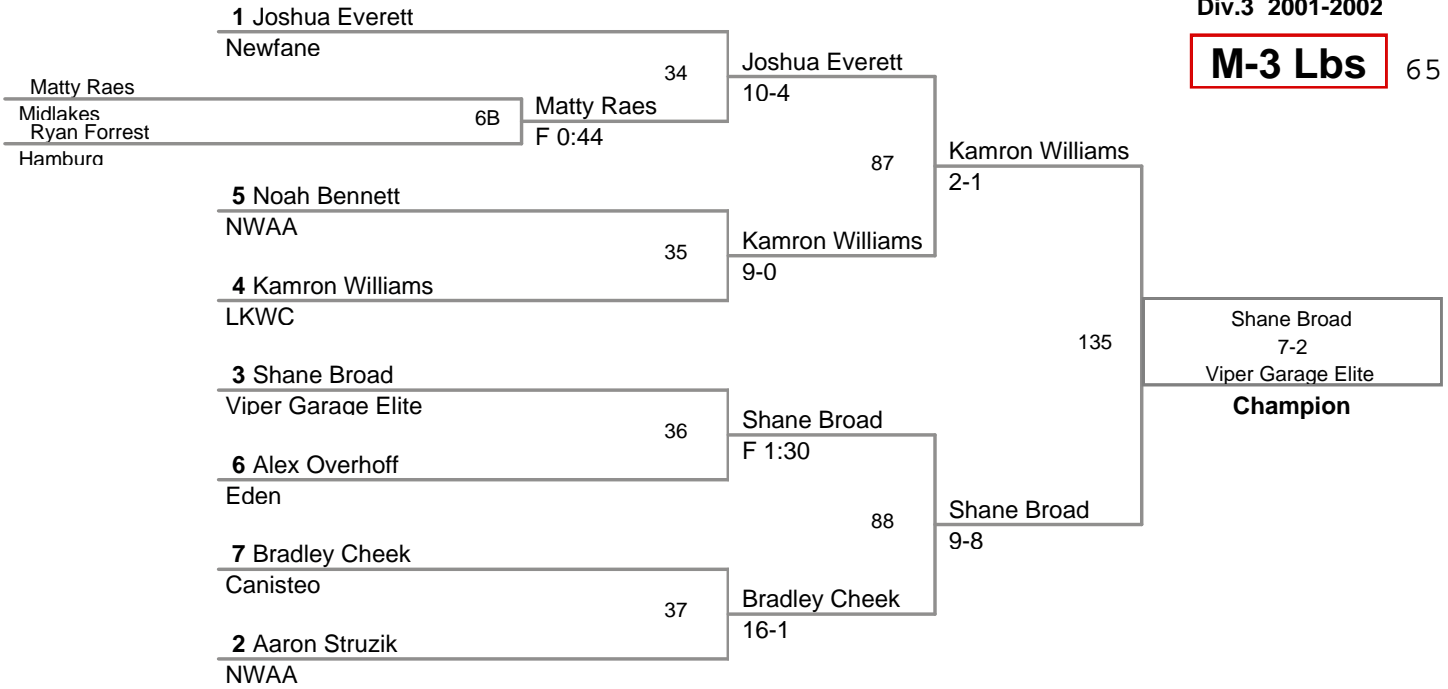 Div.3 2001-2002
M-3 Lbs 65
1 Joshua Everett
Newfane
Matty Raes
Midlakes
Ryan Forrest
Hamburg
6B
Matty Raes
F 0:44
34
Joshua Everett
10-4
5 Noah Bennett
NWAA
4 Kamron Williams
LKWC
35
Kamron Williams
9-0
87
Kamron Williams
2-1
3 Shane Broad
Viper Garage Elite
6 Alex Overhoff
Eden
36
Shane Broad
F 1:30
7 Bradley Cheek
Canisteo
2 Aaron Struzik
NWAA
37
Bradley Cheek
16-1
88
Shane Broad
9-8
135
Shane Broad
7-2
Viper Garage Elite
Champion